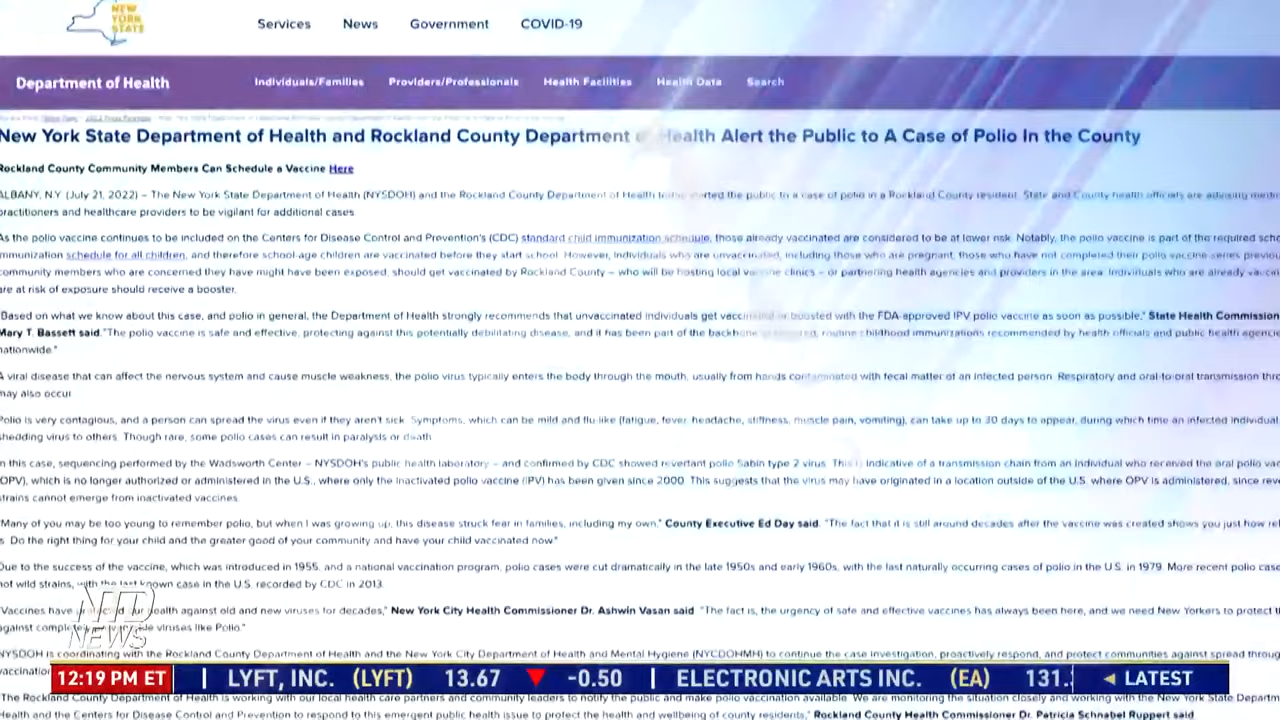 NEW
YORK
STATE
Services News Government COVID-19
Department of Health Individuals/Families Providers/Professionals Health Facilities Health Data Search
New York State Department of Health and Rockland County Department Health Alert the Public to A Case of Polio In the County
Rockland County Community Members Can Schedule a Vaccine Here
ALBANY, N.Y. (July 21, 2022) – The New York State Department of Health (NYSDOH) and the Rockland County Department of Health the public to a case of polio in a Rockland County resident. State and County health officials are advising
practitioners and healthcare providers to be vigilant for additional cases.
As the polio vaccine continues to be included on the Centers for Disease Control and Prevention's (CDC) standard child immunization schedule, those already vaccinated are considered to be at lower risk. Notably, the polio vaccine is part of the required
immunization schedule for all children, and therefore school-age children are vaccinated before they start school. However, individuals who are unvaccinated, including those who are pregnant, those who have not completed their polio vaccine series
community members who are concerned they have might have been exposed, should get vaccinated by Rockland County – who will be hosting local vaccine clinics – or partnering health agencies and providers in the area. Individuals who are already
are at risk of exposure should receive a booster.
"Based on what we know about this case, and polio in general, the Department of Health strongly recommends that unvaccinated individuals get or boosted with the FDA-approved IPV polio vaccine as soon as possible," State Health
Mary T. Bassett said. "The polio vaccine is safe and effective, protecting against this potentially debilitating disease, and it has been part of the backbone routine childhood immunizations recommended by health officials and public health
nationwide."
A viral disease that can affect the nervous system and cause muscle weakness, the polio virus typically enters the body through the mouth, usually from hands contaminated with fecal matter of an infected person. Respiratory and oral-to-oral transmission
may also occur.
Polio is very contagious, and a person can spread the virus even if they aren't sick. Symptoms, which can be mild and flu-like (fatigue, fever, headache, stiffness, muscle pain, vomiting), can take up to 30 days to appear, during which time an infected individual
shedding virus to others. Though rare, some polio cases can result in paralysis or death.
In this case, sequencing performed by the Wadsworth Center – NYSDOH's public health laboratory – and confirmed by CDC showed revertant polio Sabin type 2 virus. This is indicative of a transmission chain from an individual who received the oral polio
(OPV), which is no longer authorized or administered in the U.S., where only the inactivated polio vaccine (IPV) has been given since 2000. This suggests that the virus may have originated in a location outside of the U.S. where OPV is administered, since
strains cannot emerge from inactivated vaccines.
"Many of you may be too young to remember polio, but when I was growing up, this disease struck fear in families, including my own," County Executive Ed Day said. "The fact that it is still around decades after the vaccine was created shows you just how
Do the right thing for your child and the greater good of your community and have your child vaccinated now."
Due to the success of the vaccine, which was introduced in 1955, and a national vaccination program, polio cases were cut dramatically in the late 1950s and early 1960s, with the last naturally occurring cases of polio in the U.S. in 1979. More recent polio
not wild strains, with the last known case in the U.S. recorded by CDC in 2013.
"Vaccines have our health against old and new viruses for decades," New York City Health Commissioner Dr. Ashwin Vasan said. "The fact is, the urgency of safe and effective vaccines has always been here, and we need New Yorkers to protect
against viruses like Polio."
NTD
NEWS
NYSDOH is coordinating with the Rockland County Department of Health and the New York City Department of Health and Mental Hygiene (NYCDOHMH) to continue the case investigation, proactively respond, and protect communities against spread
12:19 PM ET LYFT, INC. (LYFT) 13.67 ▼ -0.50 ELECTRONIC ARTS INC. (EA) 131. ◄ LATEST
"The Rockland County Department of Health is working with our local health care partners and community leaders to notify the public and make polio vaccination available. We are monitoring the situation closely and working with the New York State
Health and the Centers for Disease Control and Prevention to respond to this emergent public health issue to protect the health and wellbeing of county residents," Rockland County Health Commissioner Dr. Patricia Schnabel Ruppert said.